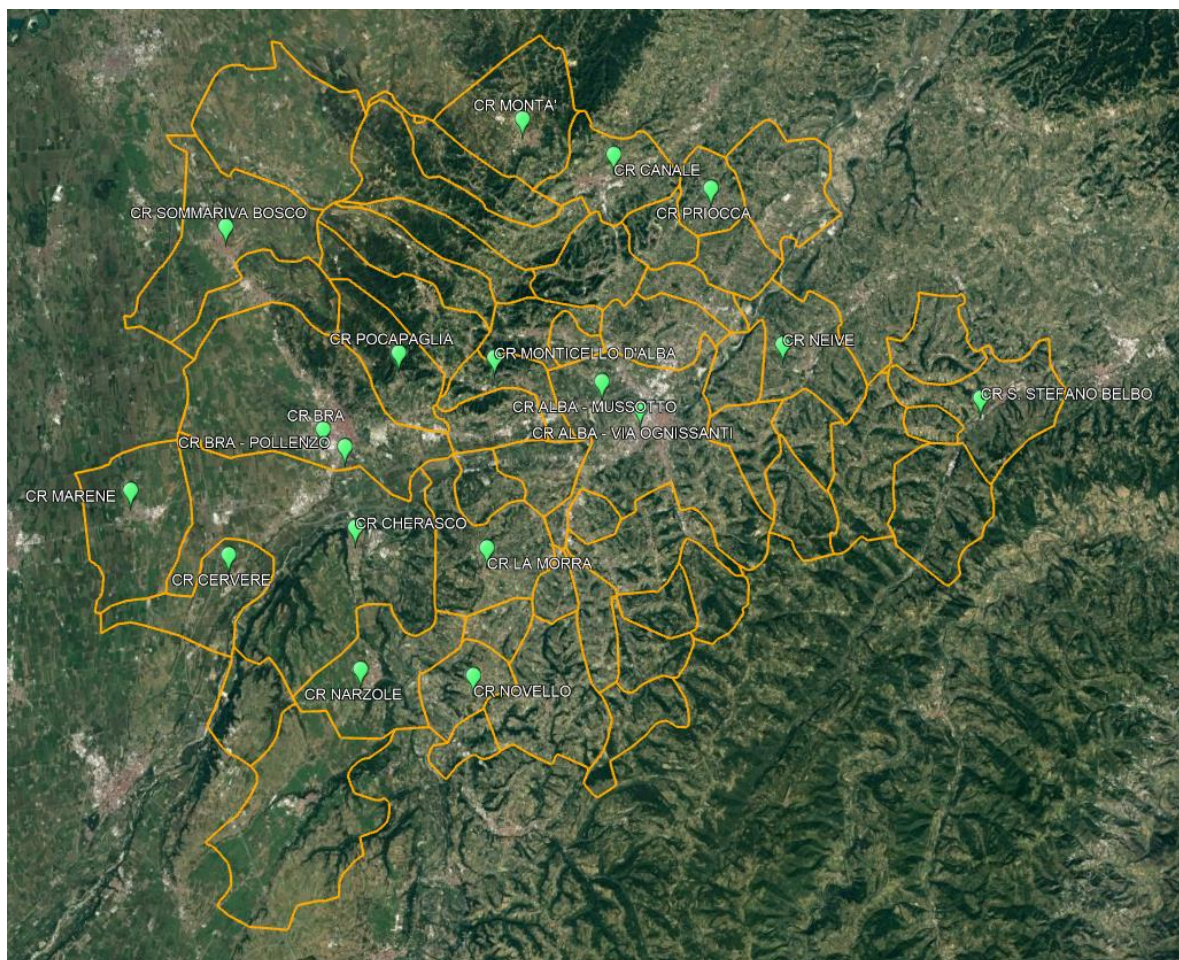 CR MONTA'
CR CANALE
CR PRIOCCA
CR SOMMARIVA BOSCO
CR POCAPAGLIA
CR MONTICELLO D'ALBA
CR NEIVE
CR S. STEFANO BELBO
CR ALBA - MUSSOTTO
CR BRA
CR ALBA - VIA OGNISSANTI
CR BRA - POLLENZO
CR MARENE
CR CHERASCO
CR LA MORRA
CR CERVERE
CR NARZOLE
CR NOVELLO